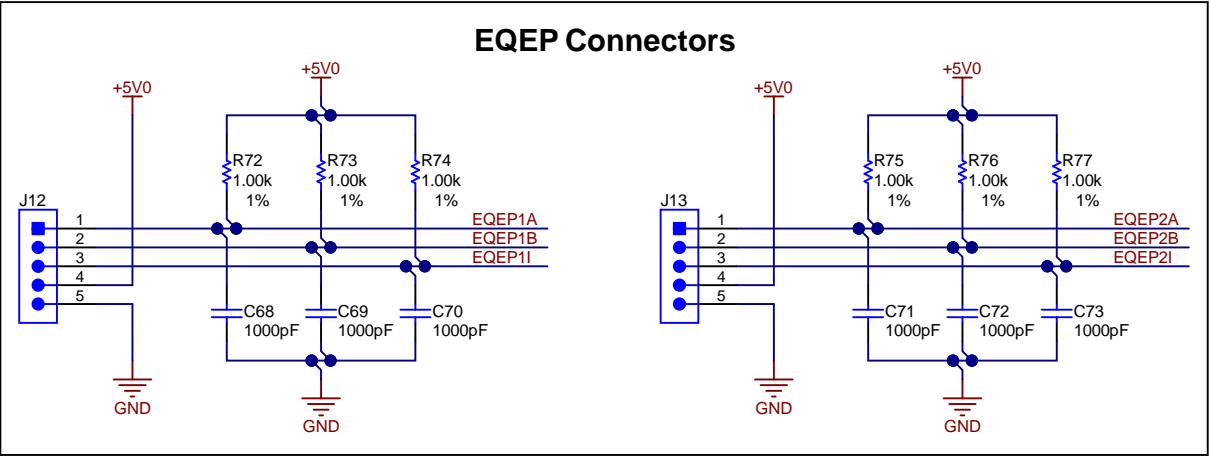 EQEP Connectors
+5V0
+5V0
R72
1.00k
1%
R73
1.00k
1%
R74
1.00k
1%
J12
1
2
3
4
5
EQEP1A
EQEP1B
EQEP1I
C68
1000pF
C69
1000pF
C70
1000pF
GND
GND
+5V0
+5V0
R75
1.00k
1%
R76
1.00k
1%
R77
1.00k
1%
J13
1
2
3
4
5
EQEP2A
EQEP2B
EQEP2I
C71
1000pF
C72
1000pF
C73
1000pF
GND
GND